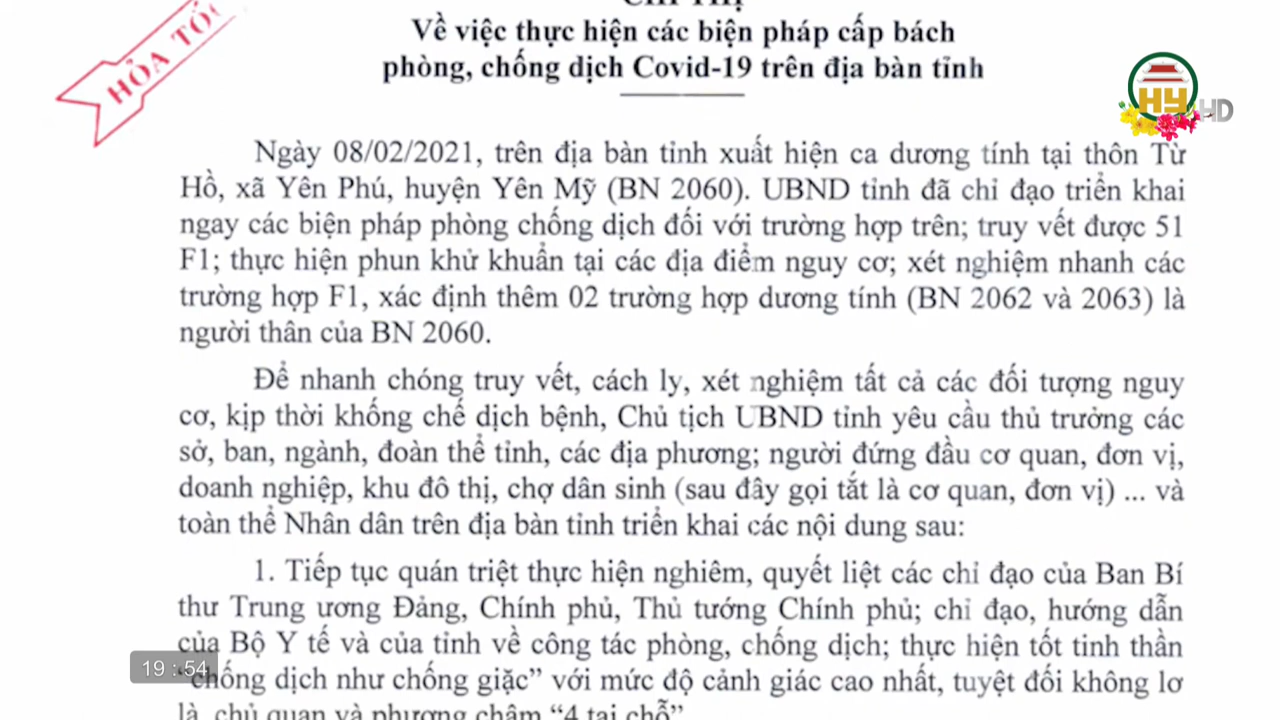 CHỈ THỊ
Về việc thực hiện các biện pháp cấp bách
phòng, chống dịch Covid-19 trên địa bàn tỉnh
HỎA TỐC
HY HD
Ngày 08/02/2021, trên địa bàn tỉnh xuất hiện ca dương tính tại thôn Từ
Hồ, xã Yên Phú, huyện Yên Mỹ (BN 2060). UBND tỉnh đã chỉ đạo triển khai
ngay các biện pháp phòng chống dịch đối với trường hợp trên; truy vết được 51
F1; thực hiện phun khử khuẩn tại các địa điểm nguy cơ; xét nghiệm nhanh các
trường hợp F1, xác định thêm 02 trường hợp dương tính (BN 2062 và 2063) là
người thân của BN 2060.
Để nhanh chóng truy vết, cách ly, xét nghiệm tất cả các đối tượng nguy
cơ, kịp thời khống chế dịch bệnh, Chủ tịch UBND tỉnh yêu cầu thủ trưởng các
sở, ban, ngành, đoàn thể tỉnh, các địa phương; người đứng đầu cơ quan, đơn vị,
doanh nghiệp, khu đô thị, chợ dân sinh (sau đây gọi tắt là cơ quan, đơn vị) ... và
toàn thể Nhân dân trên địa bàn tỉnh triển khai các nội dung sau:
1. Tiếp tục quán triệt thực hiện nghiêm, quyết liệt các chỉ đạo của Ban Bí
thư Trung ương Đảng, Chính phủ, Thủ tướng Chính phủ; chỉ đạo, hướng dẫn
của Bộ Y tế và của tỉnh về công tác phòng, chống dịch; thực hiện tốt tinh thần
19:54
“chống dịch như chống giặc” với mức độ cảnh giác cao nhất, tuyệt đối không lơ
là, chủ quan và phương châm “4 tại chỗ”